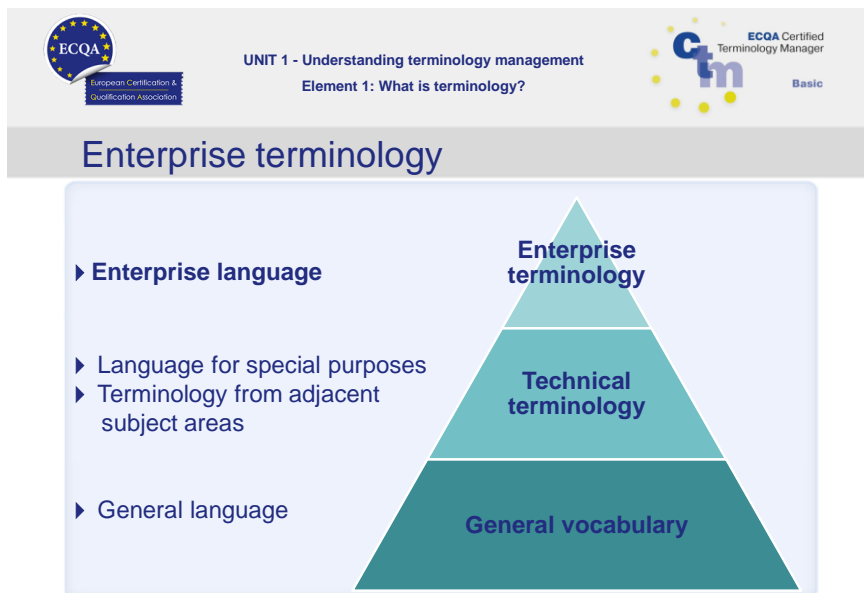 ECQA
European Certification &
Qualification Association
UNIT 1 - Understanding terminology management
Element 1: What is terminology?
ctm
ECQA Certified
Terminology Manager
Basic
Enterprise terminology
Enterprise language
Language for special purposes
Terminology from adjacent
subject areas
General language
Enterprise
terminology
Technical
terminology
General vocabulary